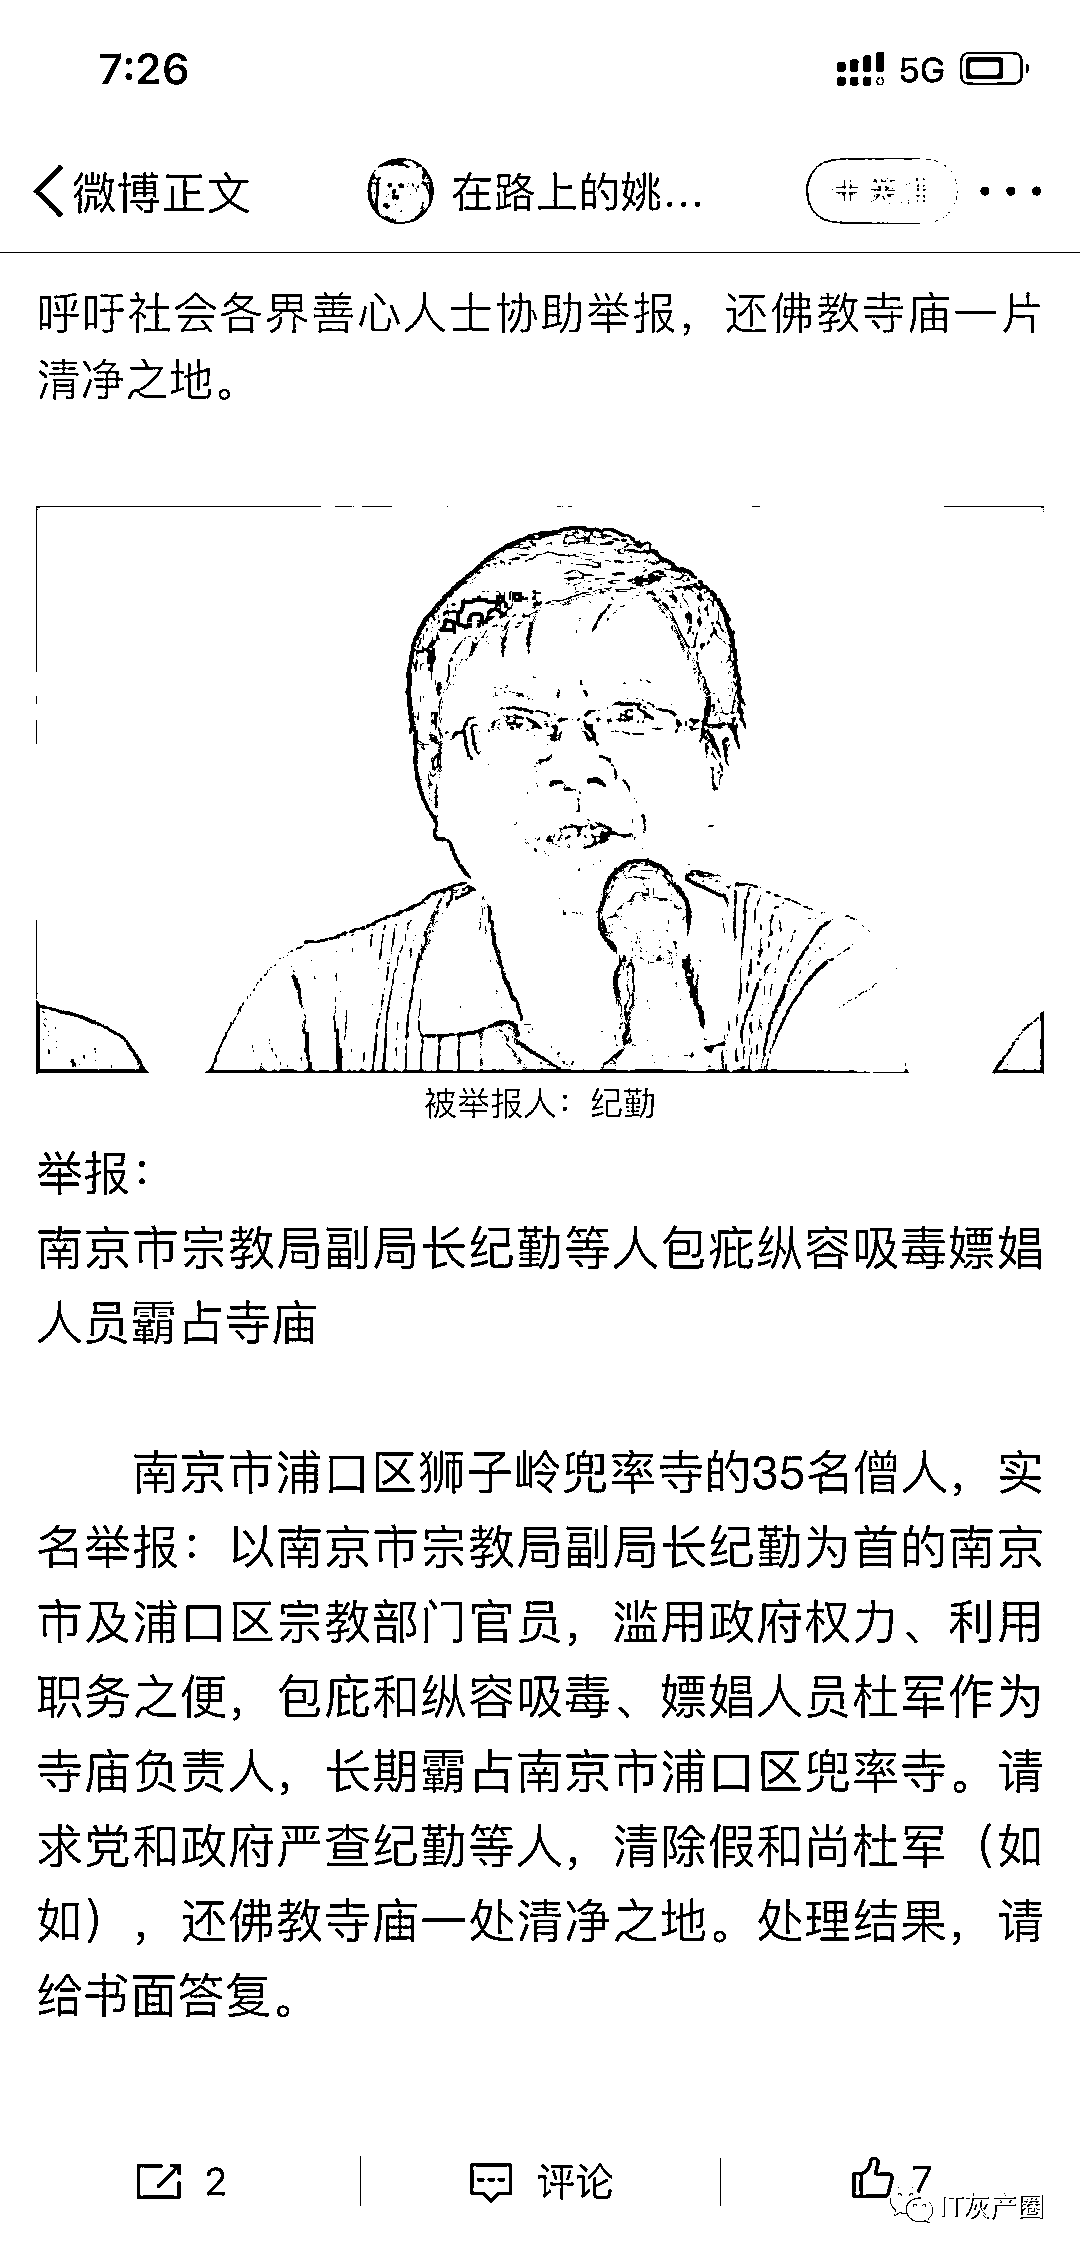 7:26
5G
微博正文
在路上的姚...
呼吁社会各界善心人士协助举报，还佛教寺庙一片
清净之地。
被举报人：纪勤
举报：
南京市宗教局副局长纪勤等人包疵纵容吸毒嫖娼
人员霸占寺庙
南京市浦口区狮子岭兜率寺的35名僧人，实
名举报：以南京市宗教局副局长纪勤为首的南京
市及浦口区宗教部门官员，滥用政府权力、利用
职务之便，包庇和纵容吸毒、嫖娼人员杜军作为
寺庙负责人，长期霸占南京市浦口区兜率寺。请
求党和政府严查纪勤等人，清除假和尚杜军（如
如），还佛教寺庙一处清净之地。处理结果，请
给书面答复。
2
评论
7
IT灰产圈